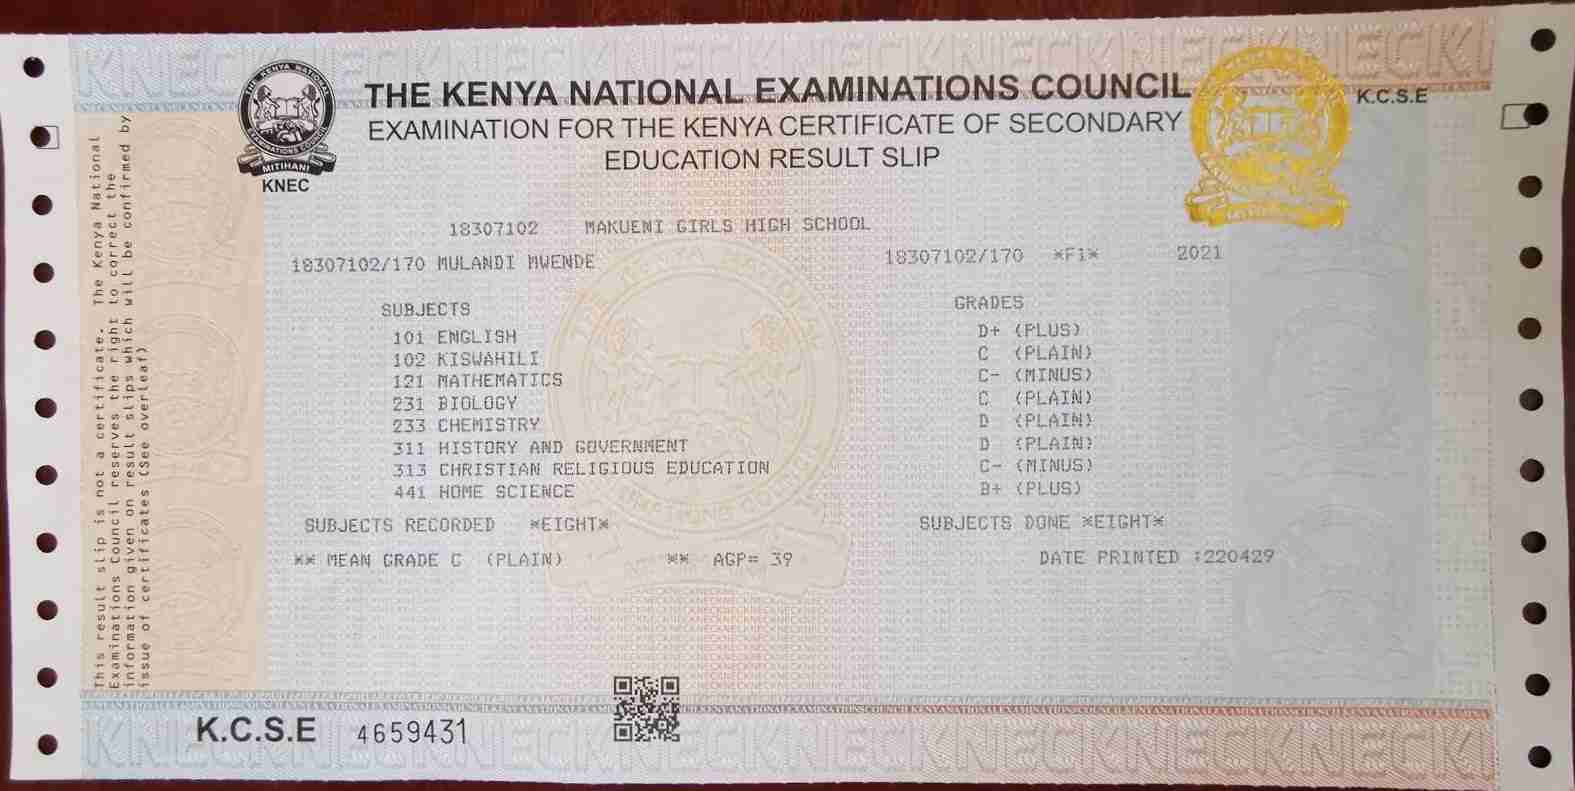 THE KENYA NATIONAL EXAMINATIONS COUNCIL
K.C.S.E
EXAMINATION FOR THE KENYA CERTIFICATE OF SECONDARY
EDUCATION RESULT SLIP
THE KENYA NATIONAL
EXAMINATIONS COUNCIL
MITIHANI
KNEC
18307102 MAKUENI GIRLS HIGH SCHOOL
18307102/170 MULANDI MWENDE 18307102/170 *F1* 2021
SUBJECTS GRADES
101 ENGLISH D+ (PLUS)
102 KISWAHILI C (PLAIN)
121 MATHEMATICS C- (MINUS)
231 BIOLOGY C (PLAIN)
233 CHEMISTRY D (PLAIN)
311 HISTORY AND GOVERNMENT D (PLAIN)
313 CHRISTIAN RELIGIOUS EDUCATION C- (MINUS)
441 HOME SCIENCE B+ (PLUS)
SUBJECTS RECORDED *EIGHT* SUBJECTS DONE *EIGHT*
** MEAN GRADE C (PLAIN) ** AGP= 39 DATE PRINTED :220429
This result slip is not a certificate. The Kenya National
Examinations Council reserves the right to correct the
information given on result slips which will be confirmed by
issue of certificates (See overleaf)
K.C.S.E 4659431